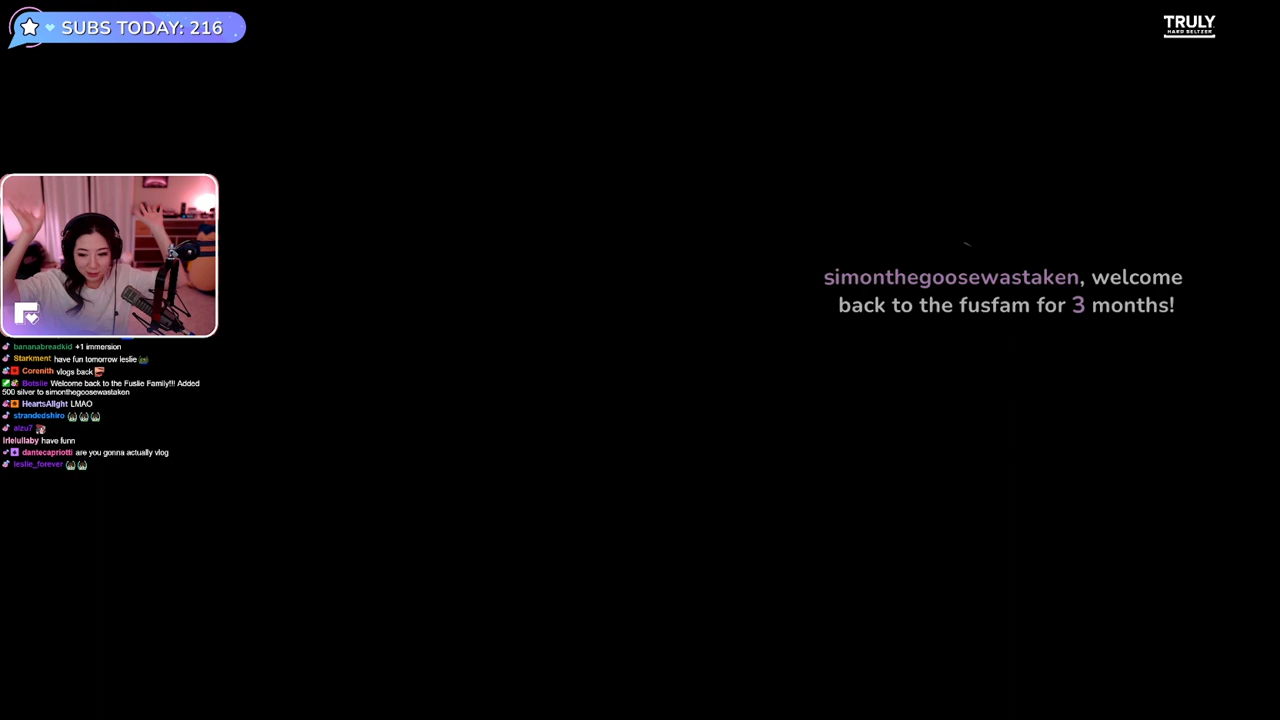 SUBS TODAY: 216
TRULY
HARD SELTZER
simonthegoosewastaken, welcome
back to the fusfam for 3 months!
bananabreadkid +1 immersion
Starkment have fun tomorrow leslie
Corenith vlogs back
Botslie Welcome back to the Fuslie Family!!! Added
500 silver to simonthegoosewastaken
HeartsAlight LMAO
strandedshiro
aizu7
Irlelullaby have funn
dantecapriotti are you gonna actually vlog
leslie_forever